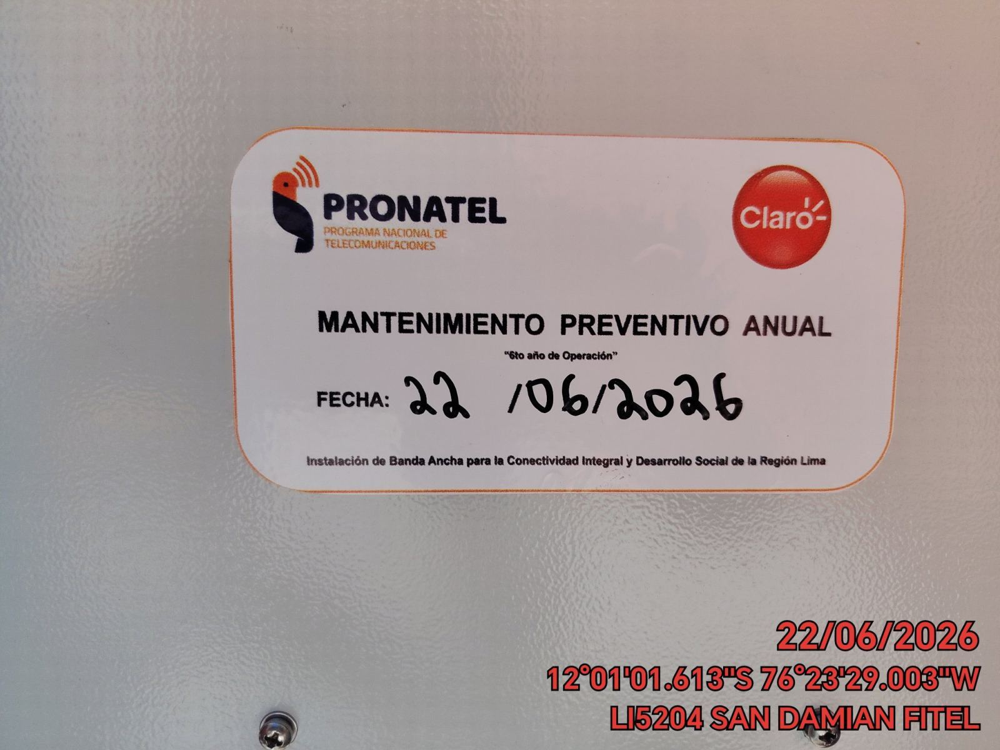 PRONATEL
PROGRAMA NACIONAL DE
TELECOMUNICACIONES
Claro
MANTENIMIENTO PREVENTIVO ANUAL
"6to año de Operación"
FECHA: 22 /06/2026
Instalación de Banda Ancha para la Conectividad Integral y Desarrollo Social de la Región Lima
22/06/2026
12°01'01.613"S 76°23'29.003"W
LI5204 SAN DAMIAN FITEL